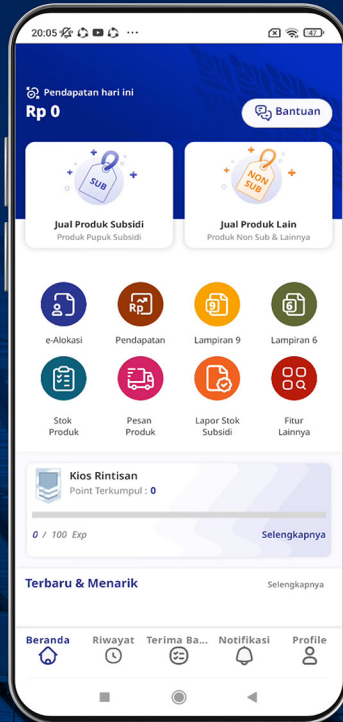 20:05
47
Pendapatan hari ini
Rp 0
Bantuan
SUB
NON
SUB
Jual Produk Subsidi
Produk Pupuk Subsidi
Jual Produk Lain
Produk Non Sub & Lainnya
Rp
9
6
e-Alokasi
Pendapatan
Lampiran 9
Lampiran 6
Stok
Produk
Pesan
Produk
Lapor Stok
Subsidi
Fitur
Lainnya
Kios Rintisan
Point Terkumpul : 0
0 / 100 Exp
Selengkapnya
Terbaru & Menarik
Selengkapnya
Beranda
Riwayat
Terima Ba...
Notifikasi
Profile